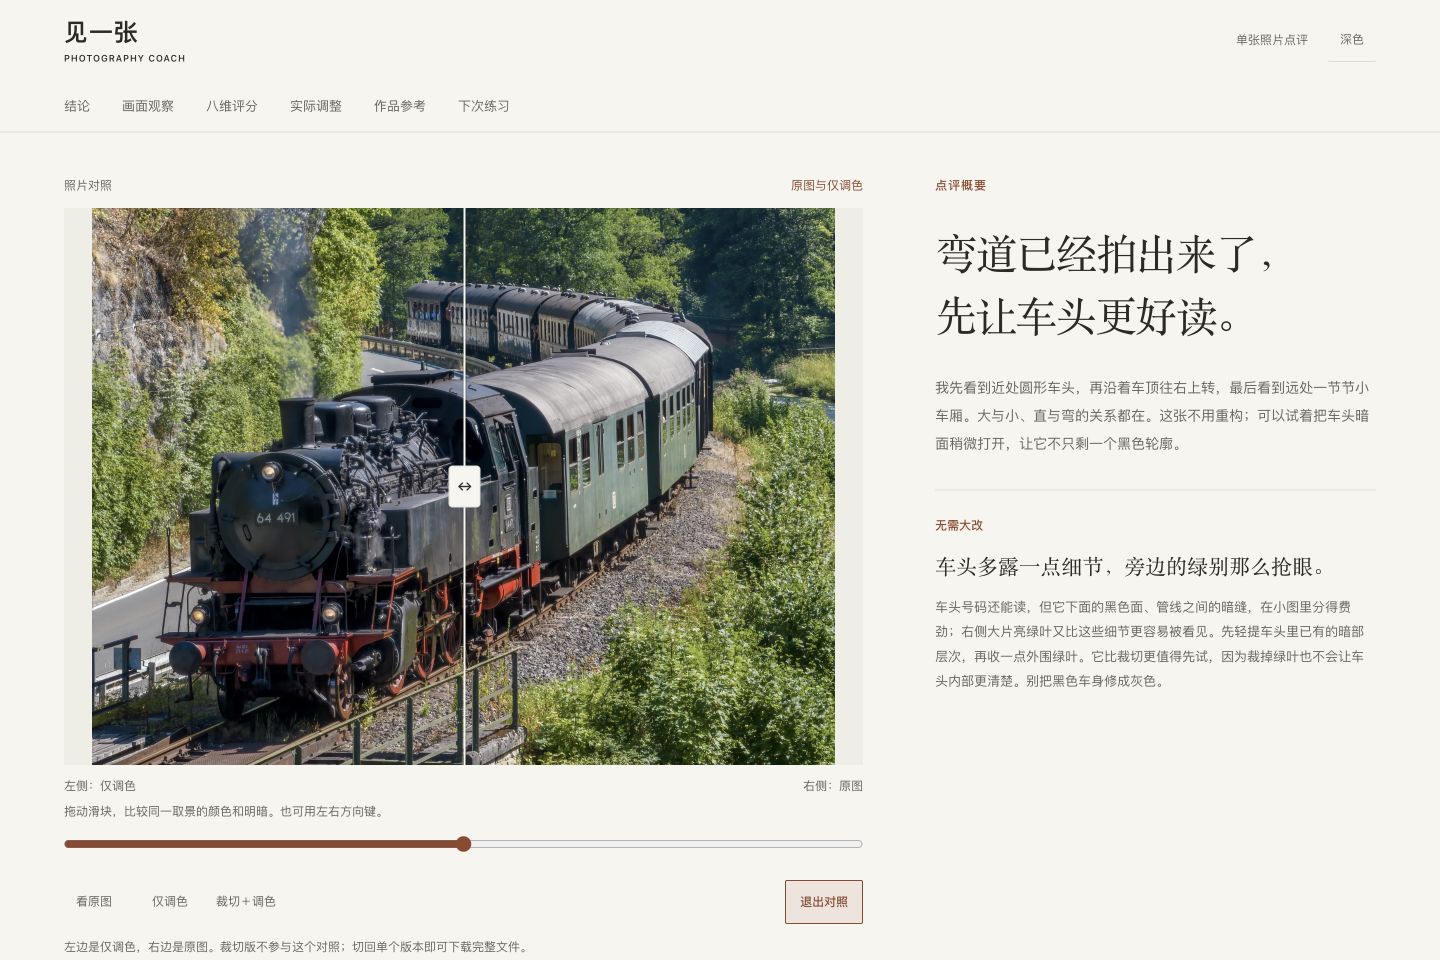 见一张
PHOTOGRAPHY COACH
单张照片点评
深色
结论
画面观察
八维评分
实际调整
作品参考
下次练习
照片对照
原图与仅调色
64 491
左侧：仅调色
右侧：原图
拖动滑块，比较同一取景的颜色和明暗。也可用左右方向键。
看原图
仅调色
裁切＋调色
退出对照
左边是仅调色，右边是原图。裁切版不参与这个对照；切回单个版本即可下载完整文件。
点评概要
弯道已经拍出来了，
先让车头更好读。
我先看到近处圆形车头，再沿着车顶往右上转，最后看到远处一节节小
车厢。大与小、直与弯的关系都在。这张不用重构；可以试着把车头暗
面稍微打开，让它不只剩一个黑色轮廓。
无需大改
车头多露一点细节，旁边的绿别那么抢眼。
车头号码还能读，但它下面的黑色面、管线之间的暗缝，在小图里分得费
劲；右侧大片亮绿叶又比这些细节更容易被看见。先轻提车头里已有的暗部
层次，再收一点外围绿叶。它比裁切更值得先试，因为裁掉绿叶也不会让车
头内部更清楚。别把黑色车身修成灰色。